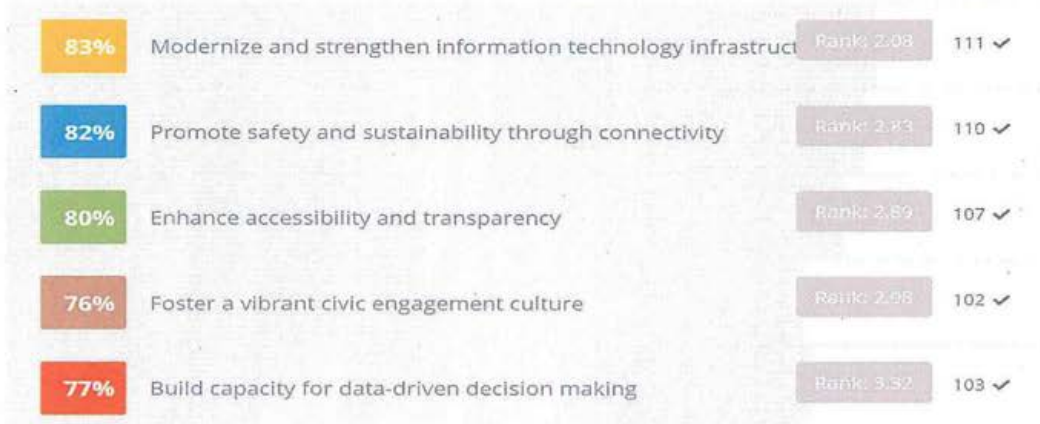 83% Modernize and strengthen information technology infrastruct Rank: 2.08 111 ✓
82% Promote safety and sustainability through connectivity Rank: 2.83 110 ✓
80% Enhance accessibility and transparency Rank: 2.89 107 ✓
76% Foster a vibrant civic engagement culture Rank: 2.98 102 ✓
77% Build capacity for data-driven decision making Rank: 3.32 103 ✓